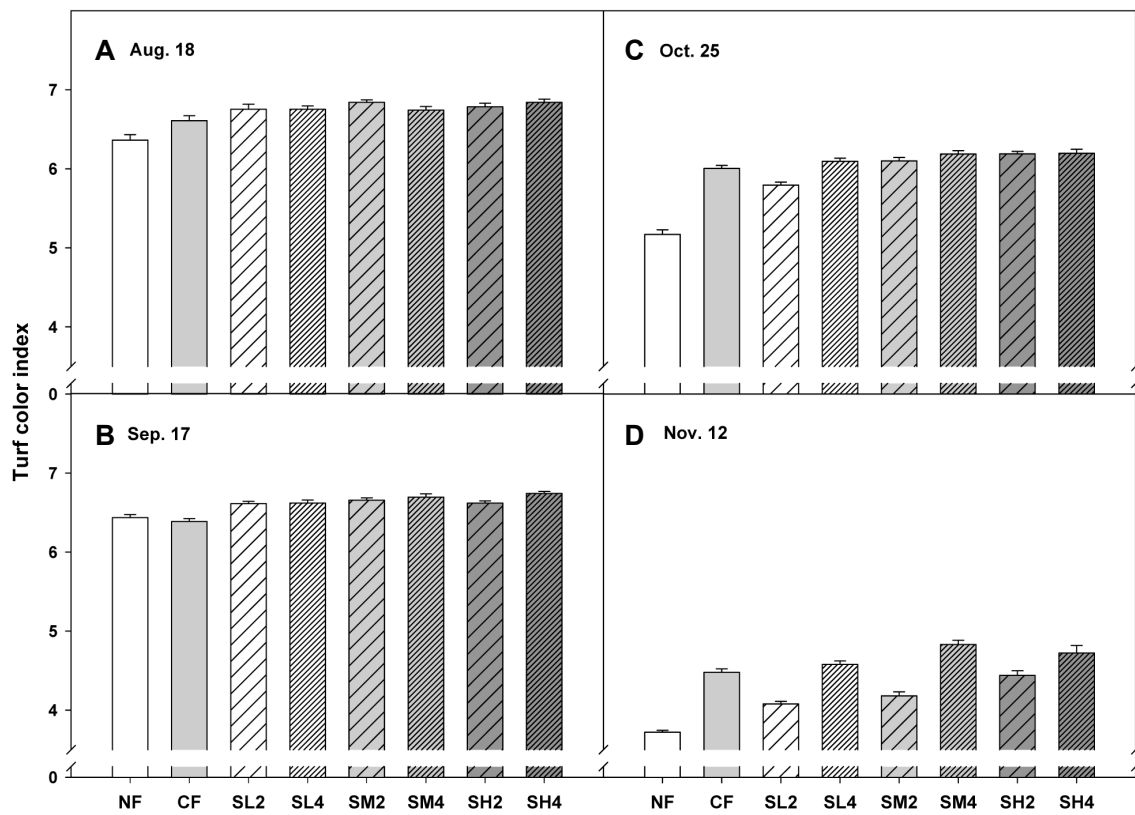 A Aug. 18
7
6
5
4
0
C Oct. 25
Turf color index
B Sep. 17
7
6
5
4
0
D Nov. 12
NF CF SL2 SL4 SM2 SM4 SH2 SH4
NF CF SL2 SL4 SM2 SM4 SH2 SH4